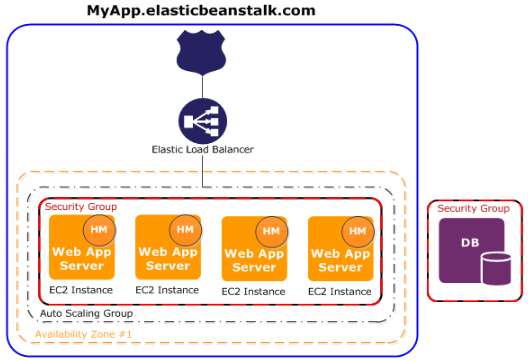 MyApp.elasticbeanstalk.com
Elastic Load Balancer
Security Group
HM
HM
HM
HM
Web App
Server
Web App
Server
Web App
Server
Web App
Server
EC2 Instance
EC2 Instance
EC2 Instance
EC2 Instance
Auto Scaling Group
Availability Zone #1
Security Group
DB